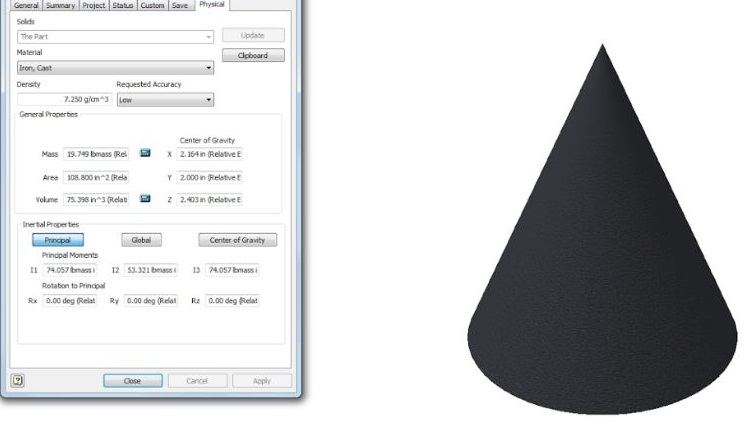 General Summary Project Status Custom Save Physical
Solids
The Part Update
Material Clipboard
Iron, Cast
Density Requested Accuracy
7.250 g/cm^3 Low
General Properties
Center of Gravity
Mass 19.749 lbmass (Rel X 2.164 in (Relative E
Area 108.800 in^2 (Rela Y 2.000 in (Relative E
Volume 75.398 in^3 (Relati Z 2.403 in (Relative E
Inertial Properties
Principal Global Center of Gravity
Principal Moments
I1 74.057 lbmass i I2 53.321 lbmass i I3 74.057 lbmass i
Rotation to Principal
Rx 0.00 deg (Relat Ry 0.00 deg (Relat Rz 0.00 deg (Relat
? Close Cancel Apply